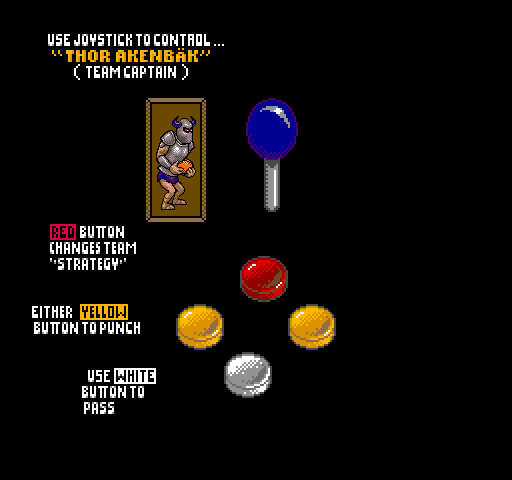 USE JOYSTICK TO CONTROL...
"THOR AKENBÄK"
( TEAM CAPTAIN )
RED BUTTON
CHANGES TEAM
"STRATEGY"
EITHER YELLOW
BUTTON TO PUNCH
USE WHITE
BUTTON TO
PASS